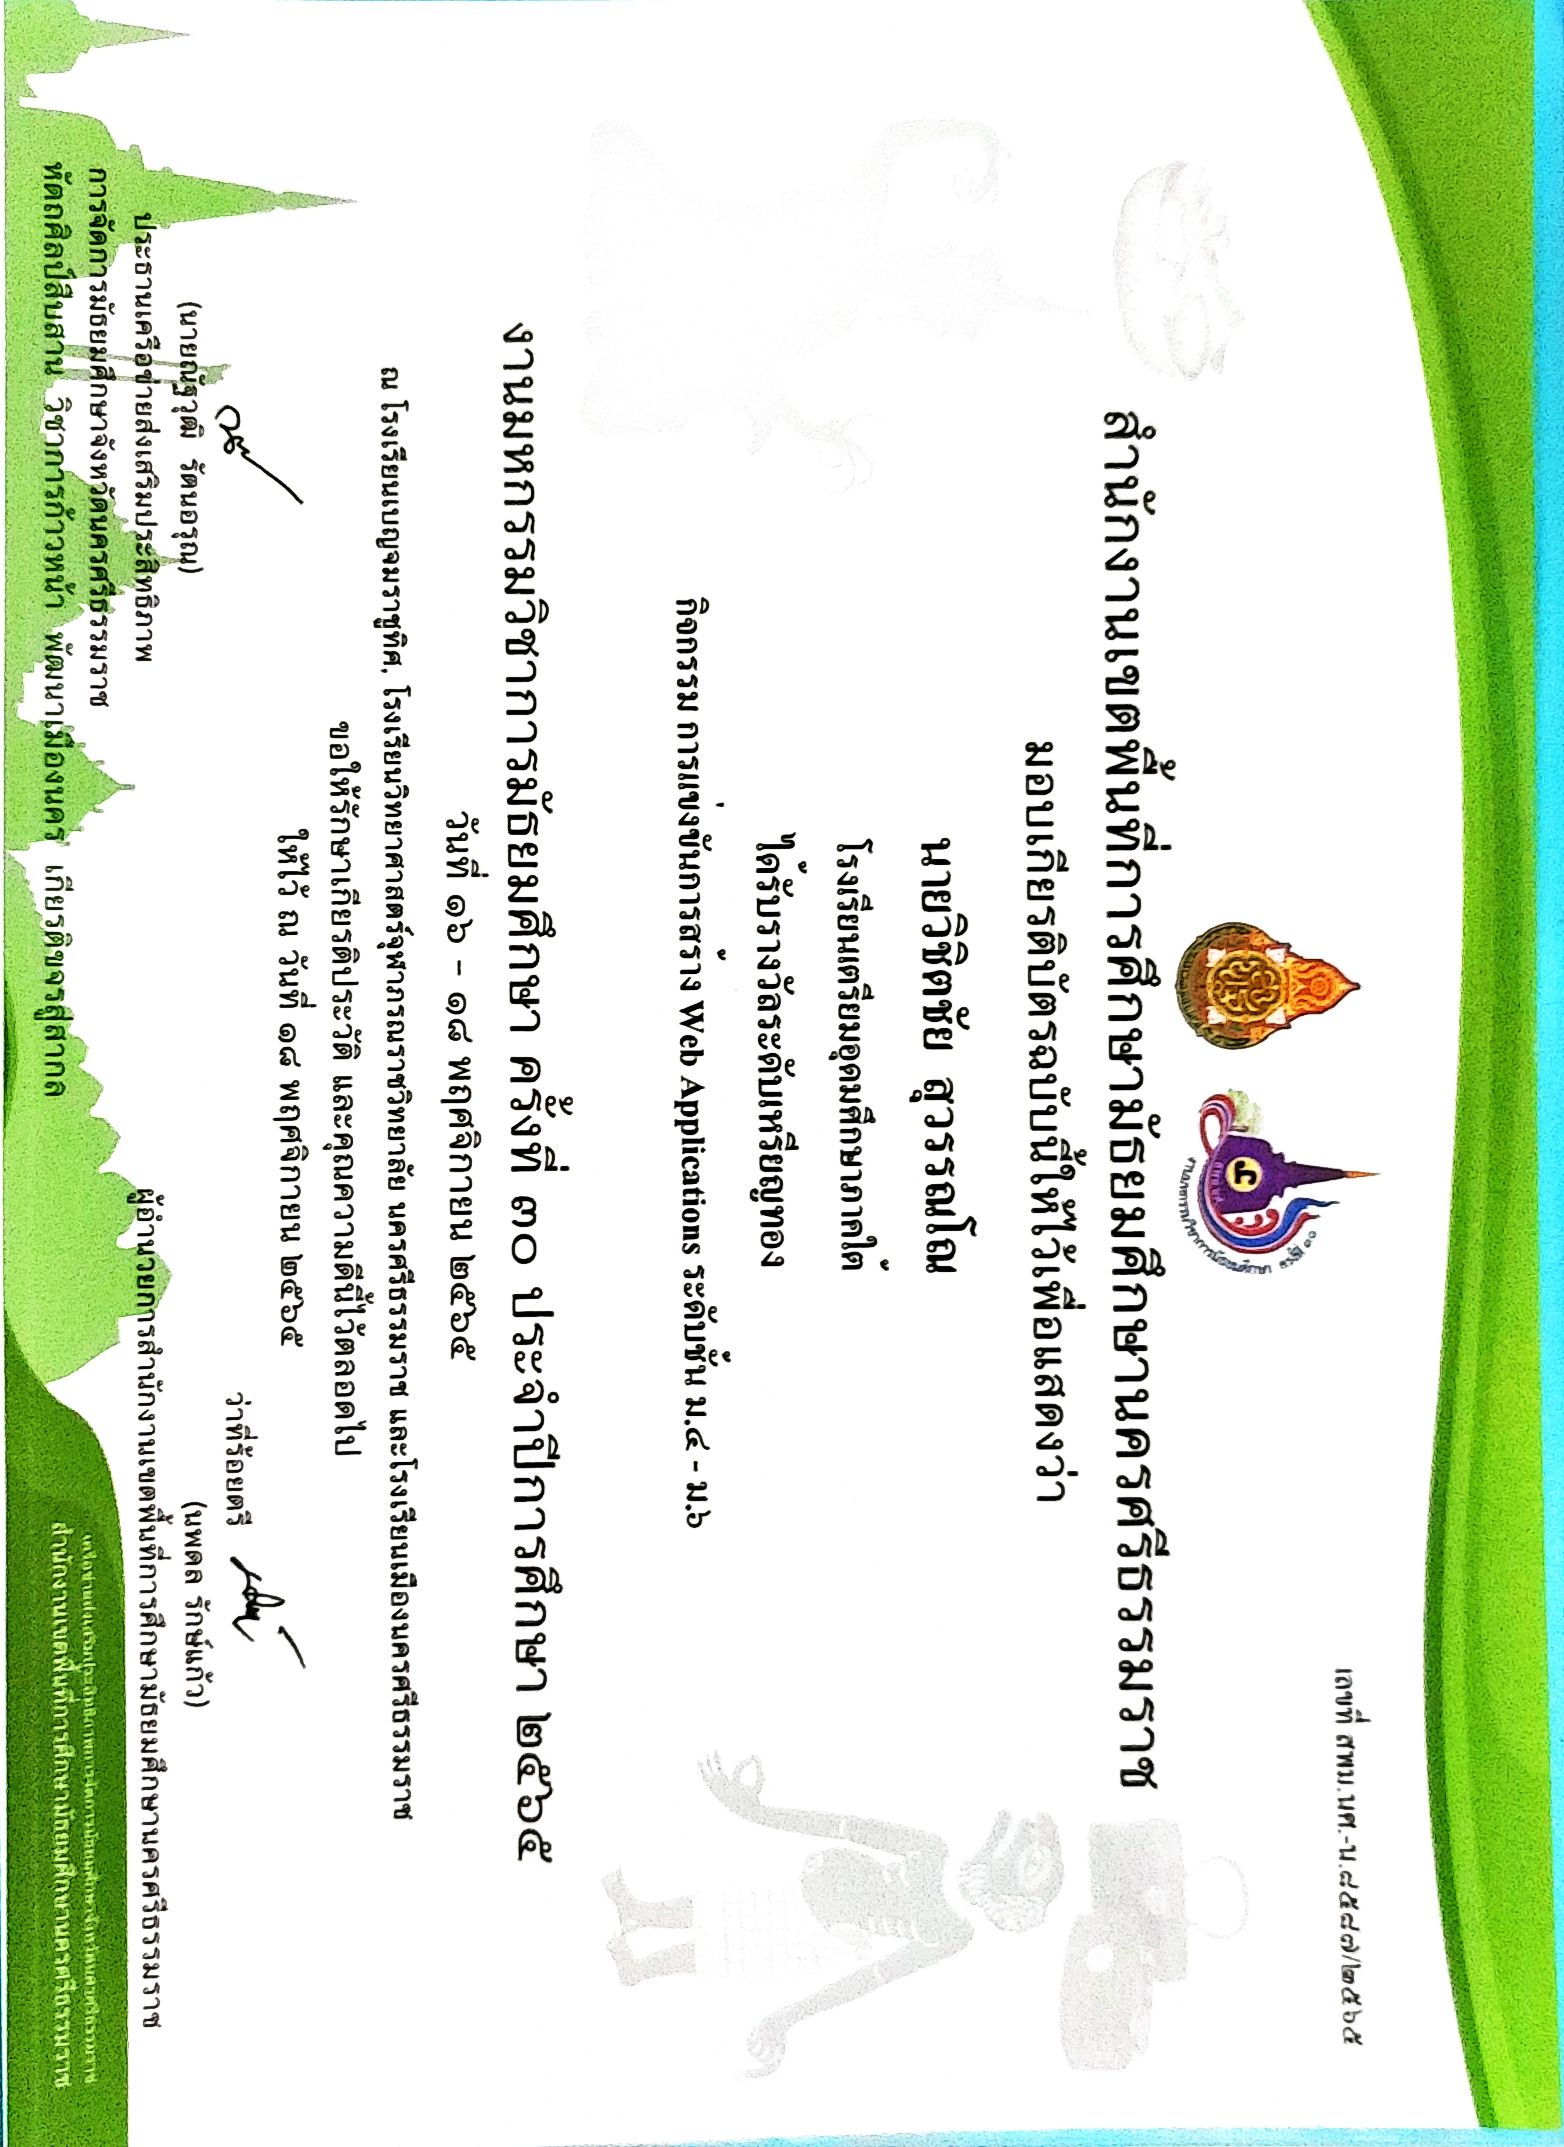 เลขที่ สพม.นศ.-น.๘๕๘๗/๒๕๖๕
สำนักงานเขตพื้นที่การศึกษามัธยมศึกษานครศรีธรรมราช
มอบเกียรติบัตรฉบับนี้ให้ไว้เพื่อแสดงว่า
นายวิชิตชัย สุวรรณโณ
โรงเรียนเตรียมอุดมศึกษาภาคใต้
ได้รับรางวัลระดับเหรียญทอง
กิจกรรม การแข่งขันการสร้าง Web Applications ระดับชั้น ม.๔ - ม.๖
งานมหกรรมวิชาการมัธยมศึกษา ครั้งที่ ๓๐ ประจำปีการศึกษา ๒๕๖๕
วันที่ ๑๖ - ๑๘ พฤศจิกายน ๒๕๖๕
ณ โรงเรียนเบญจมราชูทิศ, โรงเรียนวิทยาศาสตร์จุฬาภรณราชวิทยาลัย นครศรีธรรมราช และโรงเรียนเมืองนครศรีธรรมราช
ขอให้รักษาเกียรติประวัติ และคุณความดีนี้ไว้ตลอดไป
ให้ไว้ ณ วันที่ ๑๘ พฤศจิกายน ๒๕๖๕
(นายณัฐวุฒิ รัตนอรุณ)
ประธานเครือข่ายส่งเสริมประสิทธิภาพ
การจัดการมัธยมศึกษาจังหวัดนครศรีธรรมราช
ว่าที่ร้อยตรี
(นพดล รักษ์แก้ว)
ผู้อำนวยการสำนักงานเขตพื้นที่การศึกษามัธยมศึกษานครศรีธรรมราช
หัตถศิลป์สืบสาน วิชาการก้าวหน้า พัฒนาเมืองนคร เกียรติขจรสู่สากล
เครือข่ายส่งเสริมประสิทธิภาพการจัดการมัธยมศึกษาจังหวัดนครศรีธรรมราช
สำนักงานเขตพื้นที่การศึกษามัธยมศึกษานครศรีธรรมราช